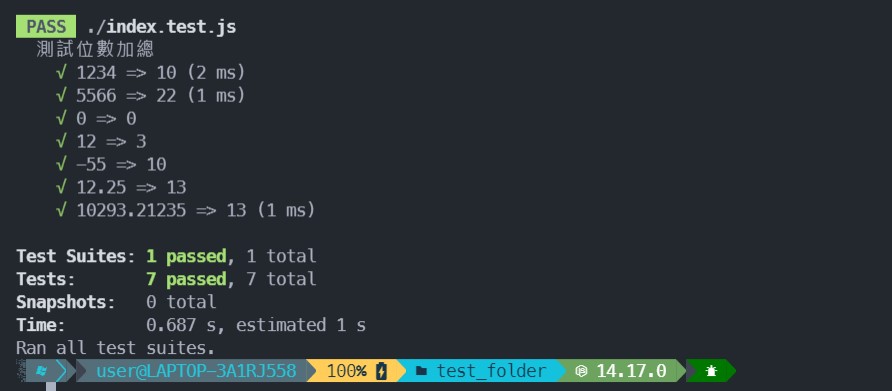 PASS ./index.test.js
測試位數加總
√ 1234 => 10 (2 ms)
√ 5566 => 22 (1 ms)
√ 0 => 0
√ 12 => 3
√ -55 => 10
√ 12.25 => 13
√ 10293.21235 => 13 (1 ms)
Test Suites: 1 passed, 1 total
Tests: 7 passed, 7 total
Snapshots: 0 total
Time: 0.687 s, estimated 1 s
Ran all test suites.
user@LAPTOP-3A1RJ558 100% test_folder 14.17.0